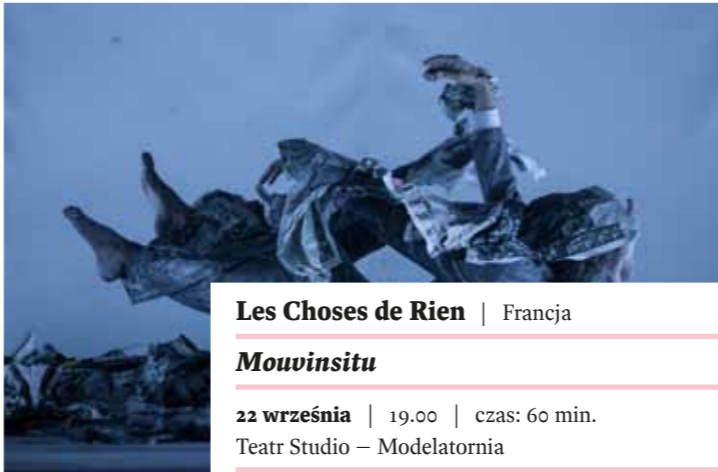 Les Choses de Rien | Francja
Mouvinsitu
22 września | 19.00 | czas: 60 min.
Teatr Studio – Modelatornia